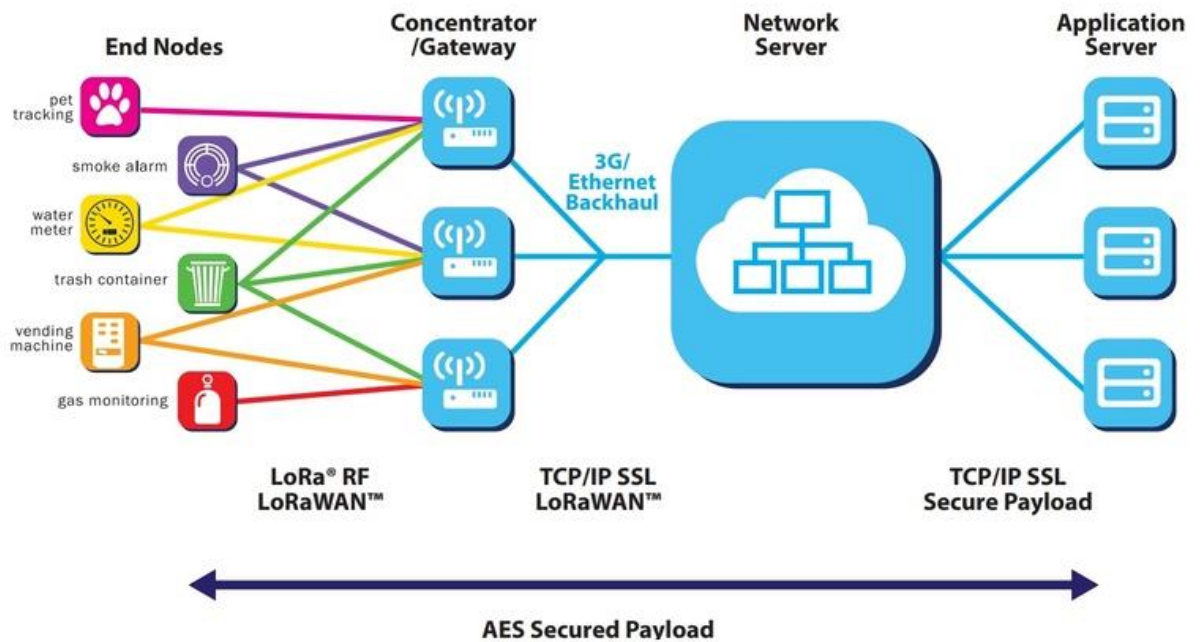 End Nodes
Concentrator
/Gateway
Network
Server
Application
Server
pet
tracking
smoke alarm
water
meter
trash container
vending
machine
gas monitoring
3G/
Ethernet
Backhaul
LoRa® RF
LoRaWAN™
TCP/IP SSL
LoRaWAN™
TCP/IP SSL
Secure Payload
AES Secured Payload